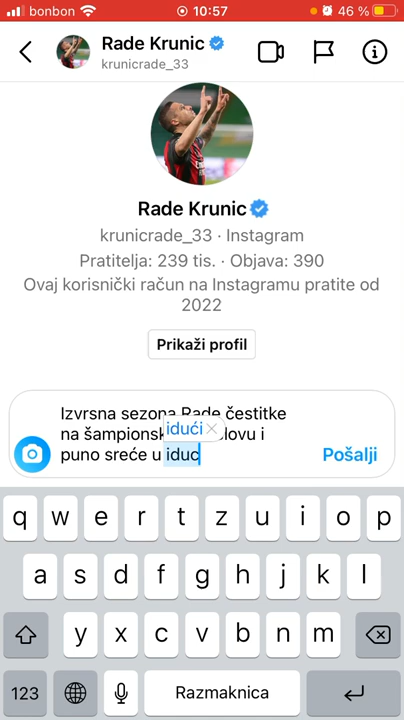 bonbon 10:57 46 %
Rade Krunic
krunicrade_33
Rade Krunic
krunicrade_33 · Instagram
Pratitelja: 239 tis. · Objava: 390
Ovaj korisnički račun na Instagramu pratite od
2022
Prikaži profil
Izvrsna sezona Rade čestitke
idući
na šampionsk lovu i
puno sreće u iduc
Pošalji
q w e r t z u i o p
a s d f g h j k l
y x c v b n m
123 Razmaknica